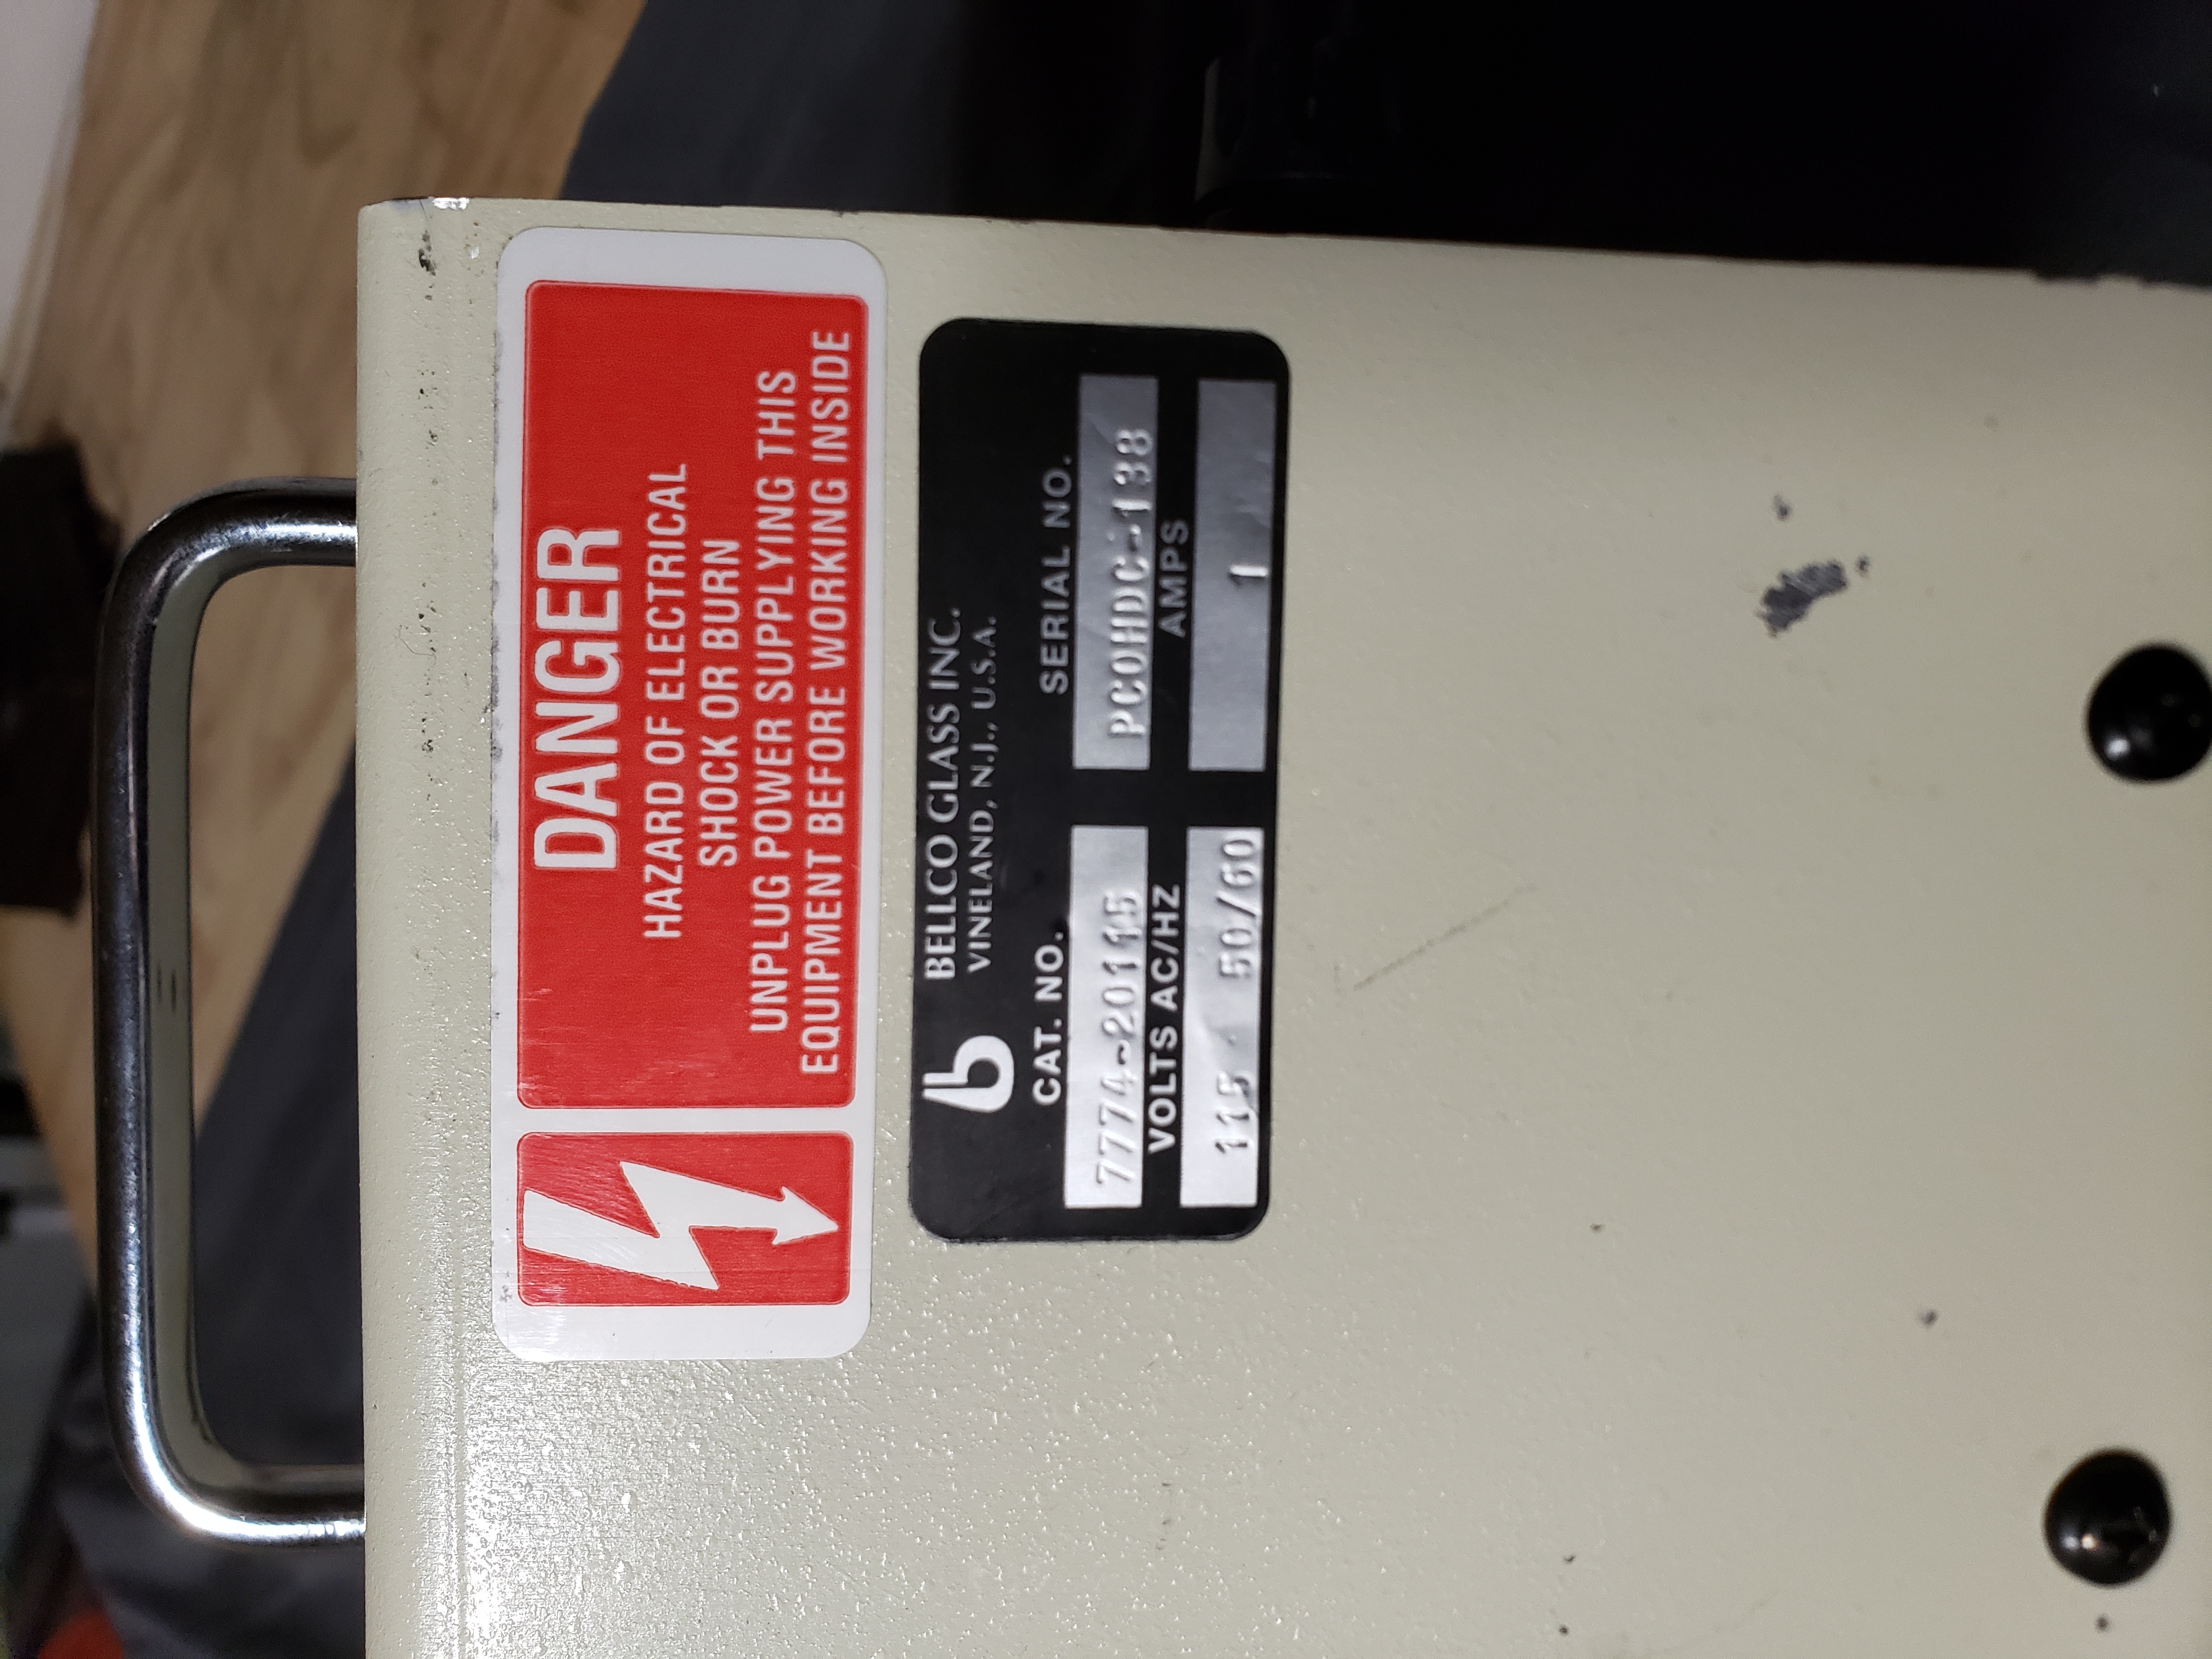 DANGER
HAZARD OF ELECTRICAL
SHOCK OR BURN
UNPLUG POWER SUPPLYING THIS
EQUIPMENT BEFORE WORKING INSIDE
b BELLCO GLASS INC.
VINELAND, N.J., U.S.A.
CAT. NO. SERIAL NO.
7774-20115 PCOHDC-138
VOLTS AC/HZ AMPS
115 50/60 1